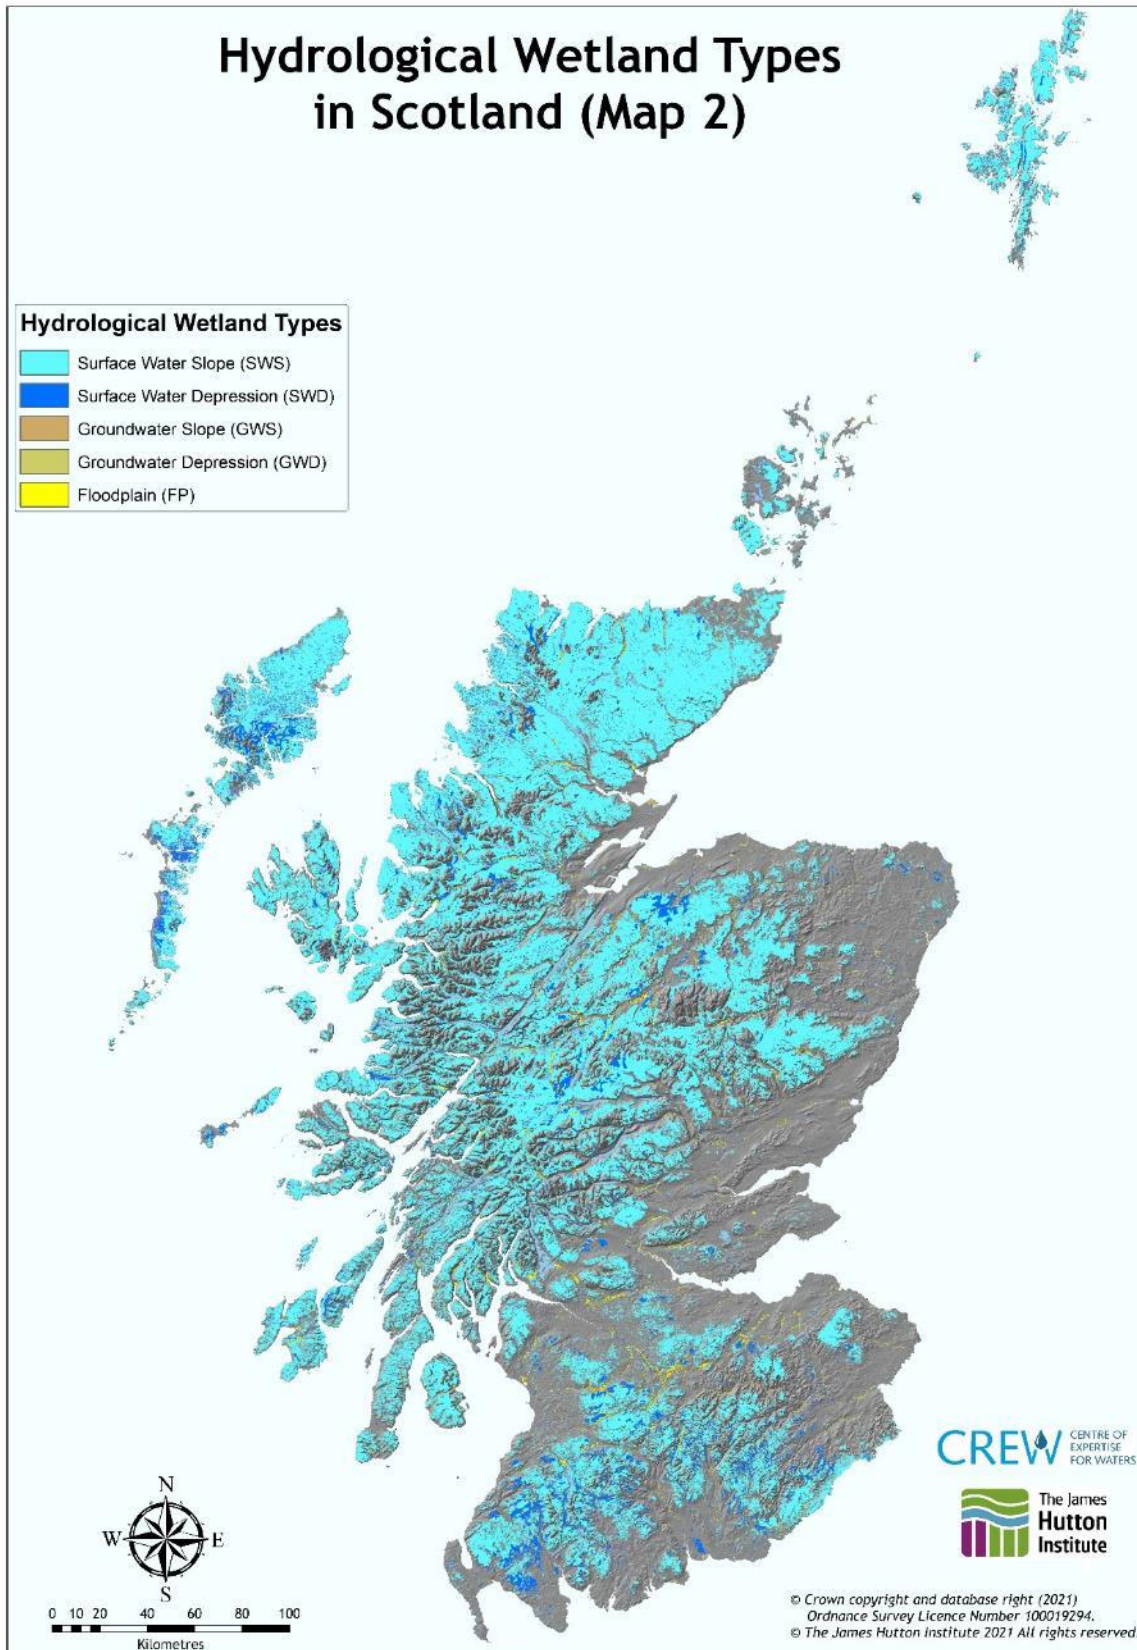 Hydrological Wetland Types
in Scotland (Map 2)
Hydrological Wetland Types
Surface Water Slope (SWS)
Surface Water Depression (SWD)
Groundwater Slope (GWS)
Groundwater Depression (GWD)
Floodplain (FP)
N
W E
S
0 10 20 40 60 80 100
Kilometres
CREW
CENTRE OF
EXPERTISE
FOR WATERS
The James
Hutton
Institute
© Crown copyright and database right (2021)
Ordnance Survey Licence Number 100019294.
© The James Hutton Institute 2021 All rights reserved.